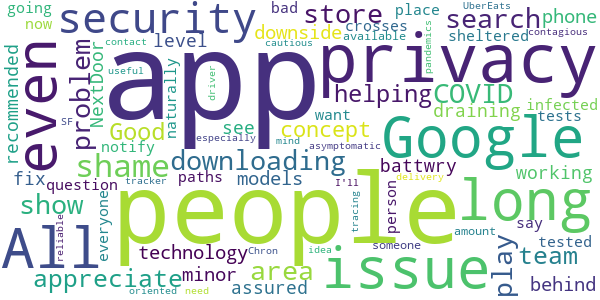 going
now
security
bad
store
place
UberEats
crosses
search
phone
contact
cautious
available
sheltered
pandemics
contagious
recommended
even
problem
NextDoor
useful
level
downside
app
privacy
naturally
driver
helping
COVID
draining
infected
Good
see
concept
want
Google
tests
SF
notify
especially
mind
asymptomatic
shame
downloading
battwry
working
fix
question
paths
models
I'll
people
long
person
delivery
say
show
everyone
tracker
tracing
reliable
All
technology
Chron
idea
someone
issue
play
amount
tested
team
appreciate
minor
area
assured
oriented
need
behind